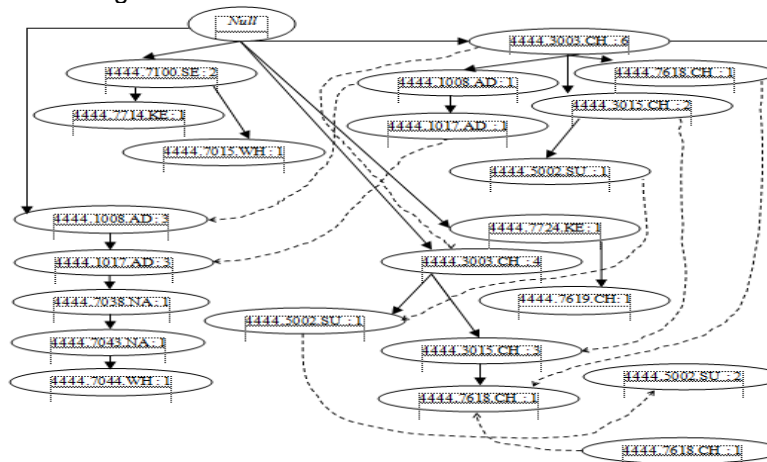 Null
4444.3003.CH : 6
4444.7100.SE : 2
4444.7618.CH : 1
4444.1008.AD : 1
4444.3015.CH : 2
4444.7714.KE : 1
4444.1017.AD : 1
4444.7015.WH : 1
4444.5002.SU : 1
4444.1008.AD : 3
4444.7724.KE : 1
4444.1017.AD : 3
4444.3003.CH : 4
4444.7038.NA : 1
4444.7619.CH: 1
4444.5002.SU : 1
4444.7043.NA : 1
4444.3015.CH : 3
4444.7044.WH : 1
4444.5002.SU : 2
4444.7618.CH : 1
4444.7618.CH : 1